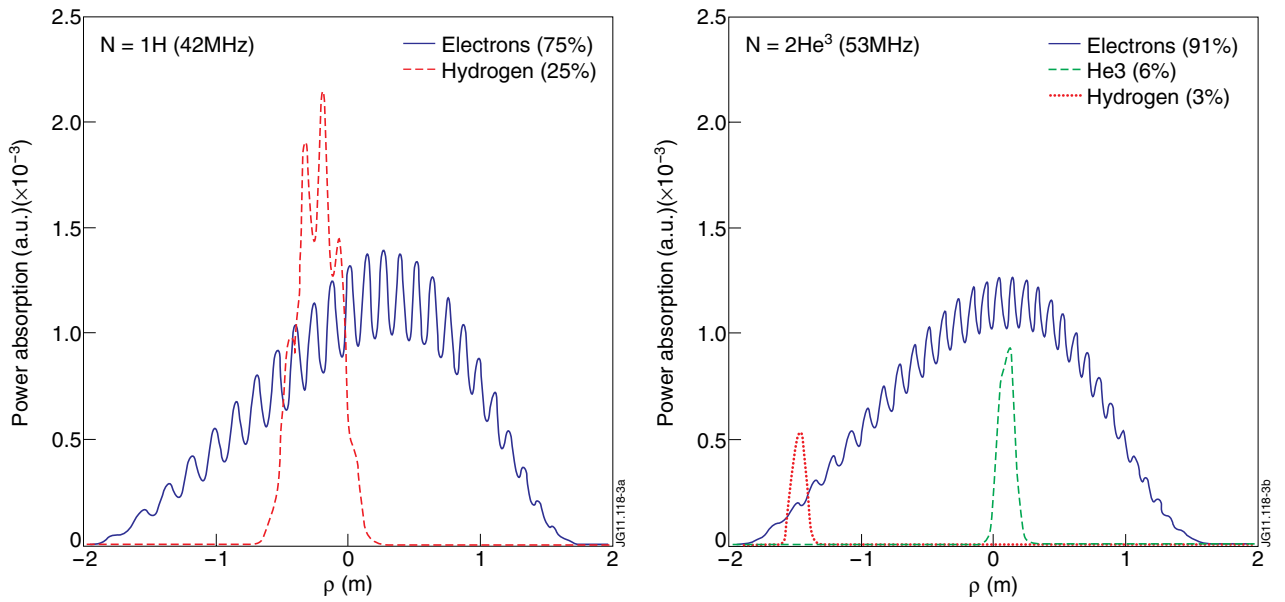 N = 1H (42MHz)
Electrons (75%)
Hydrogen (25%)
Power absorption (a.u.)(×10⁻³)
2.5
2.0
1.5
1.0
0.5
0
−2
−1
0
1
2
ρ (m)
JG11.118-3a
N = 2He³ (53MHz)
Electrons (91%)
He3 (6%)
Hydrogen (3%)
Power absorption (a.u.)(×10⁻³)
2.5
2.0
1.5
1.0
0.5
0
−2
−1
0
1
2
ρ (m)
JG11.118-3b